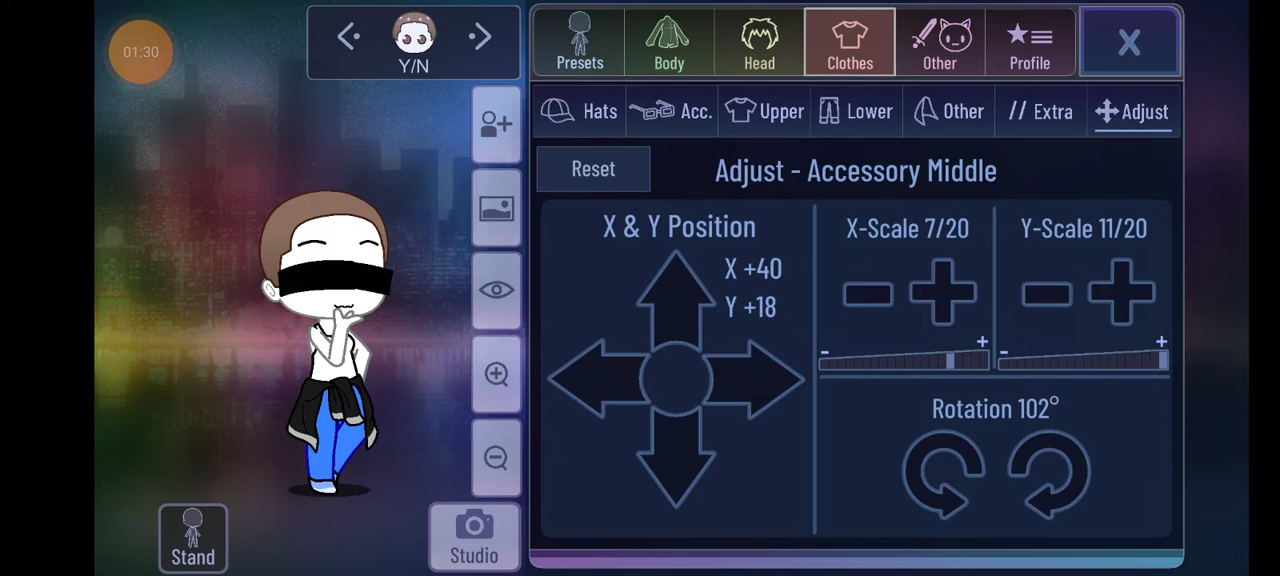 01:30
Y/N
Presets
Body
Head
Clothes
Other
Profile
X
Hats
Acc.
Upper
Lower
Other
Extra
Adjust
Reset
Adjust - Accessory Middle
X & Y Position
X +40
Y +18
X-Scale 7/20
Y-Scale 11/20
Rotation 102°
Stand
Studio